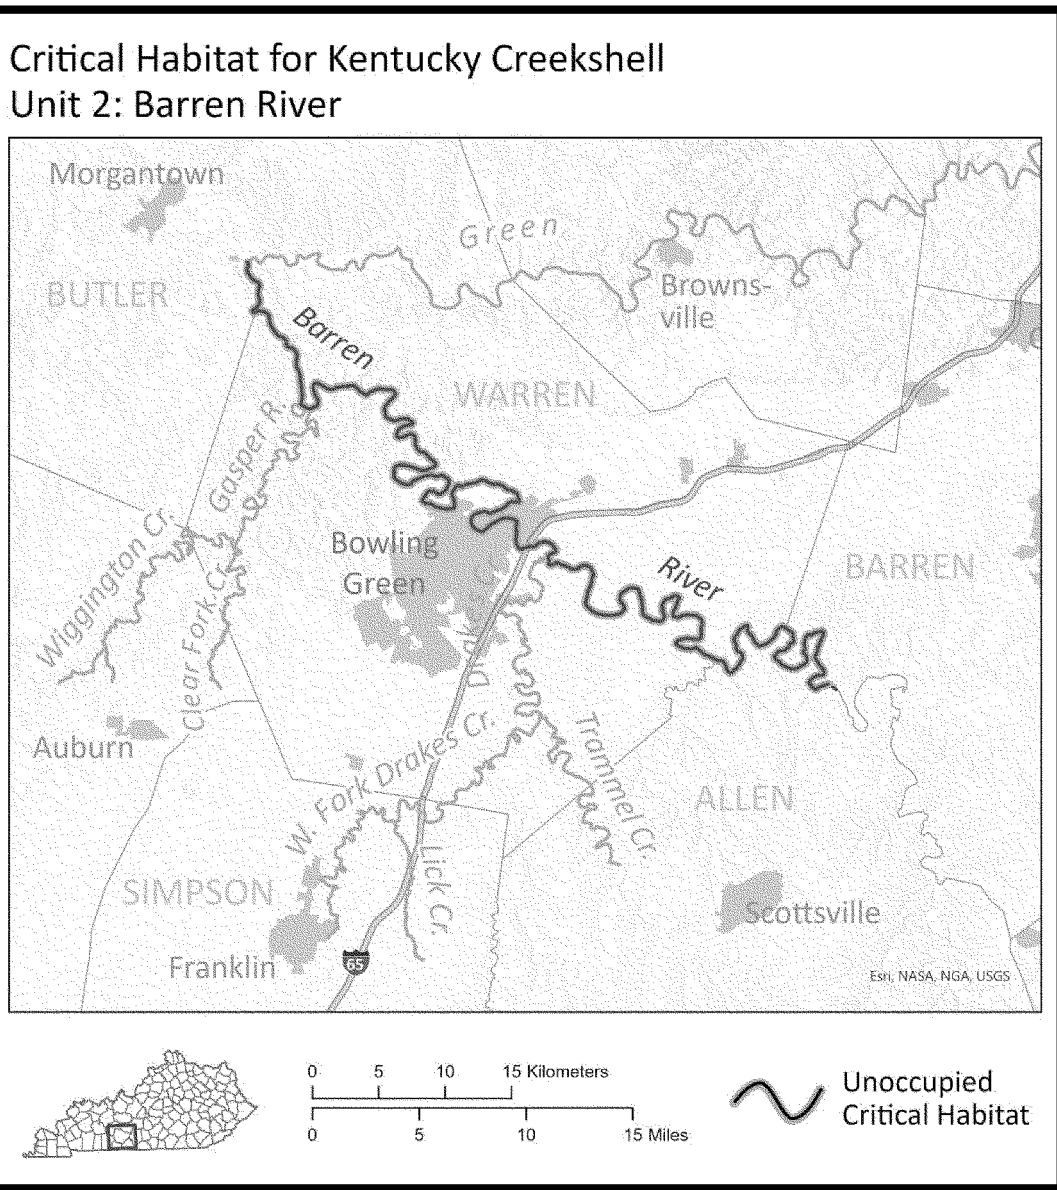 Critical Habitat for Kentucky Creekshell
Unit 2: Barren River
Morgantown
Green
BUTLER
Browns-
ville
Barren
WARREN
Gasper R.
Wiggington Cr.
Bowling
Green
River
BARREN
Clear Fork Cr.
Auburn
W. Fork Drakes Cr.
Trammel Cr.
ALLEN
Lick Cr.
SIMPSON
Scottsville
Franklin
65
Esri, NASA, NGA, USGS
0 5 10 15 Kilometers
0 5 10 15 Miles
Unoccupied
Critical Habitat